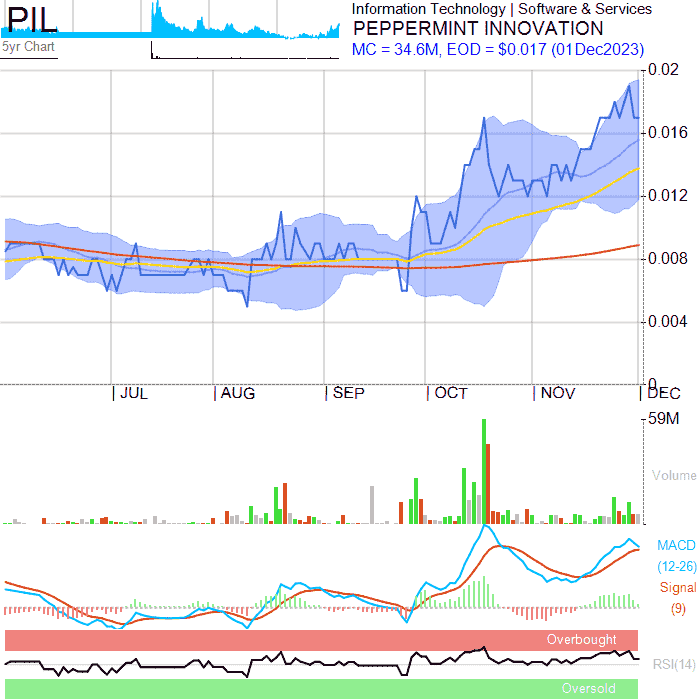 PIL
5yr Chart
Information Technology | Software & Services
PEPPERMINT INNOVATION
MC = 34.6M, EOD = $0.017 (01Dec2023)
0.02
0.016
0.012
0.008
0.004
0
JUL AUG SEP OCT NOV DEC
59M
Volume
MACD
(12-26)
Signal
(9)
Overbought
RSI(14)
Oversold